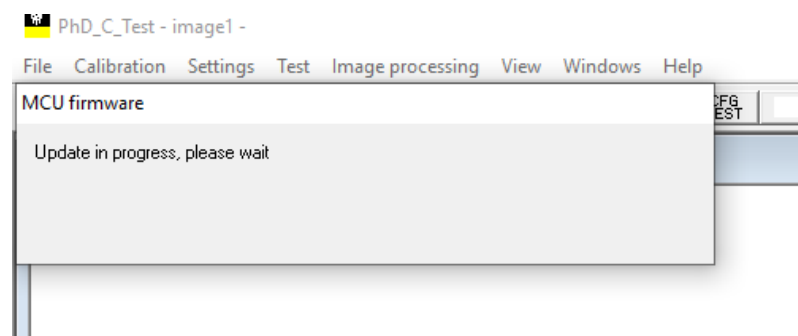 PhD_C_Test - image1 -
File Calibration Settings Test Image processing View Windows Help
MCU firmware
Update in progress, please wait